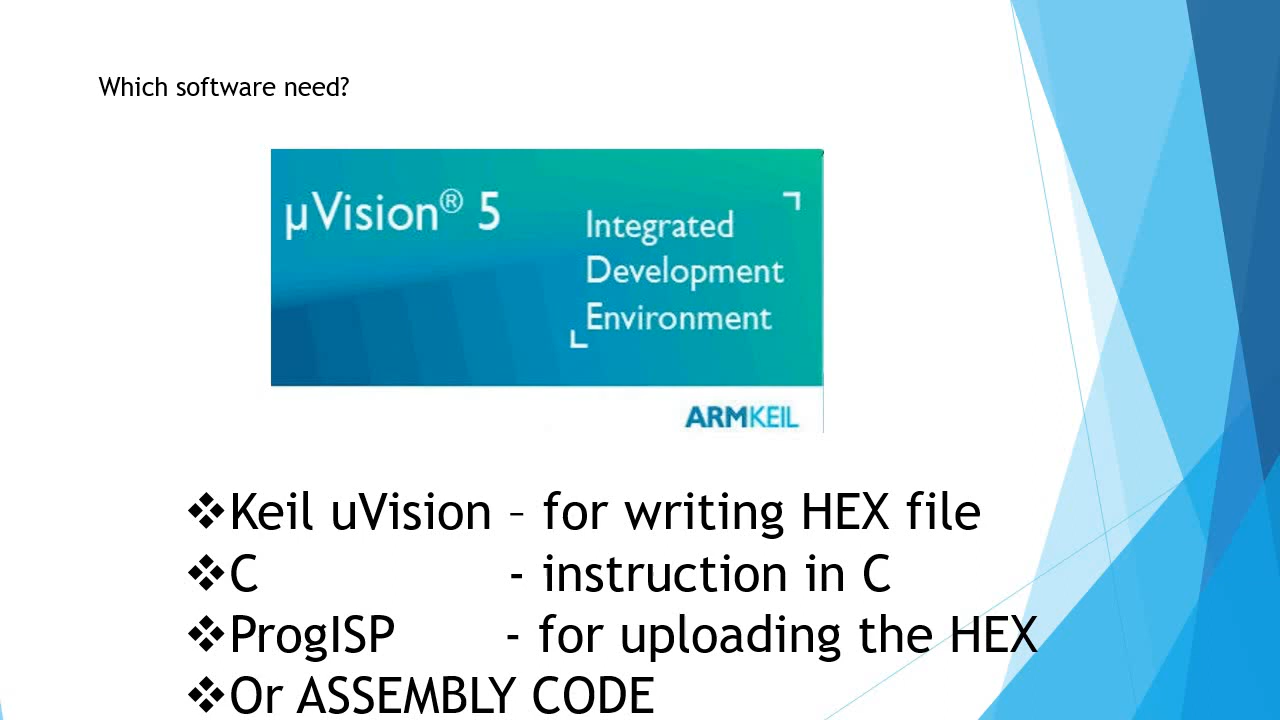 Which software need?
µVision® 5
Integrated
Development
Environment
ARMKEIL
❖Keil uVision – for writing HEX file
❖C - instruction in C
❖ProgISP - for uploading the HEX
❖Or ASSEMBLY CODE